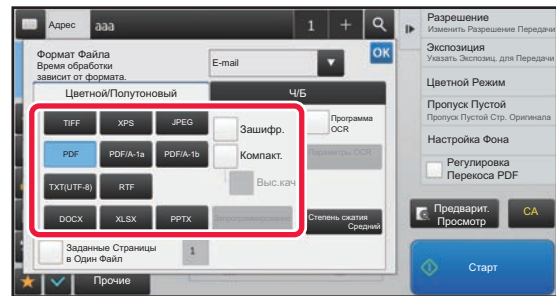 Адрес
aaa
1
Формат Файла
Время обработки
зависит от формата.
E-mail
OK
Цветной/Полутоновый
Ч/Б
TIFF
XPS
JPEG
Зашифр.
Программа
OCR
PDF
PDF/A-1a
PDF/A-1b
Компакт.
Параметры OCR
TXT(UTF-8)
RTF
Выс.кач
DOCX
XLSX
PPTX
Степень сжатия
Средний
Заданные Страницы
в Один Файл
1
Прочие
Разрешение
Изменить Разрешение Передачи
Экспозиция
Указать Экспозиц. для Передачи
Цветной Режим
Пропуск Пустой
Пропуск Пустой Стр. Оригинала
Настройка Фона
Регулировка
Перекоса PDF
Предварит.
Просмотр
CA
Старт